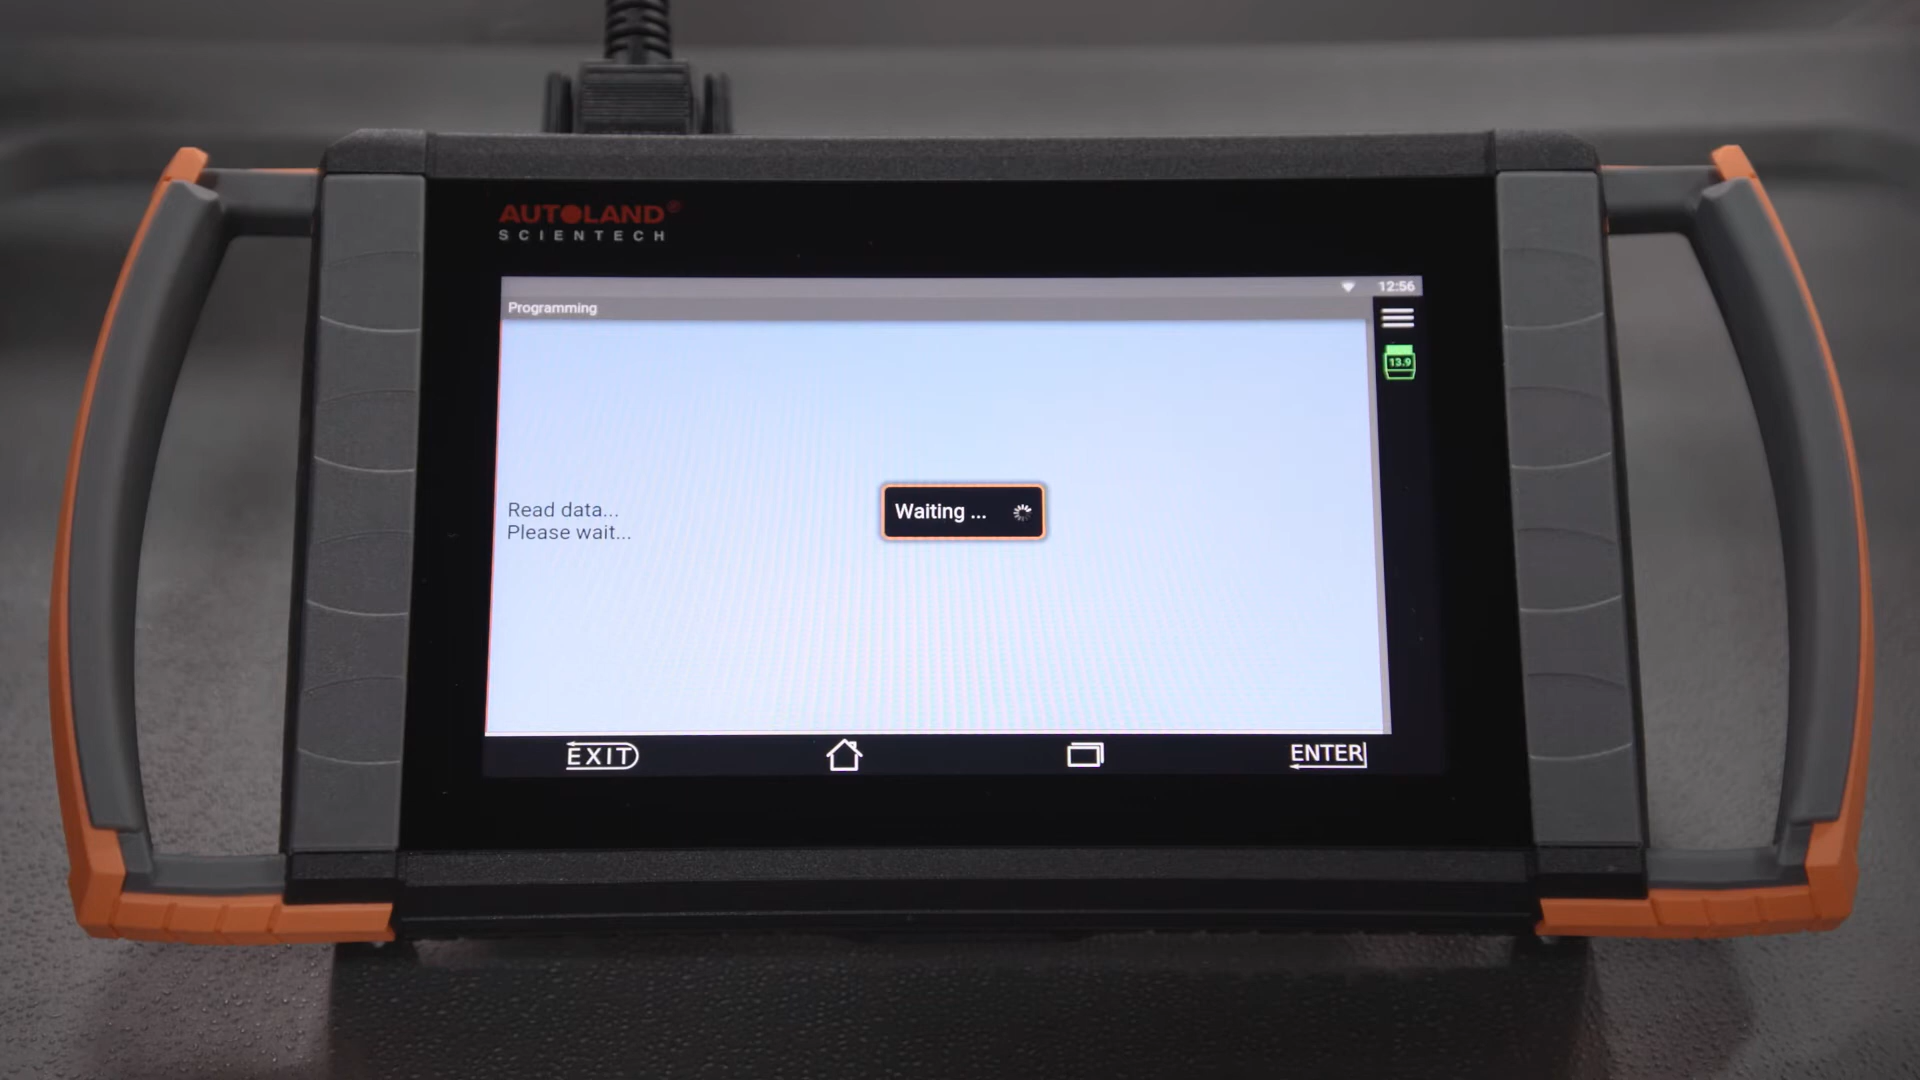 AUTOLAND®
SCIENTECH
12:56
Programming
13.9
Read data...
Please wait...
Waiting ...
EXIT
ENTER